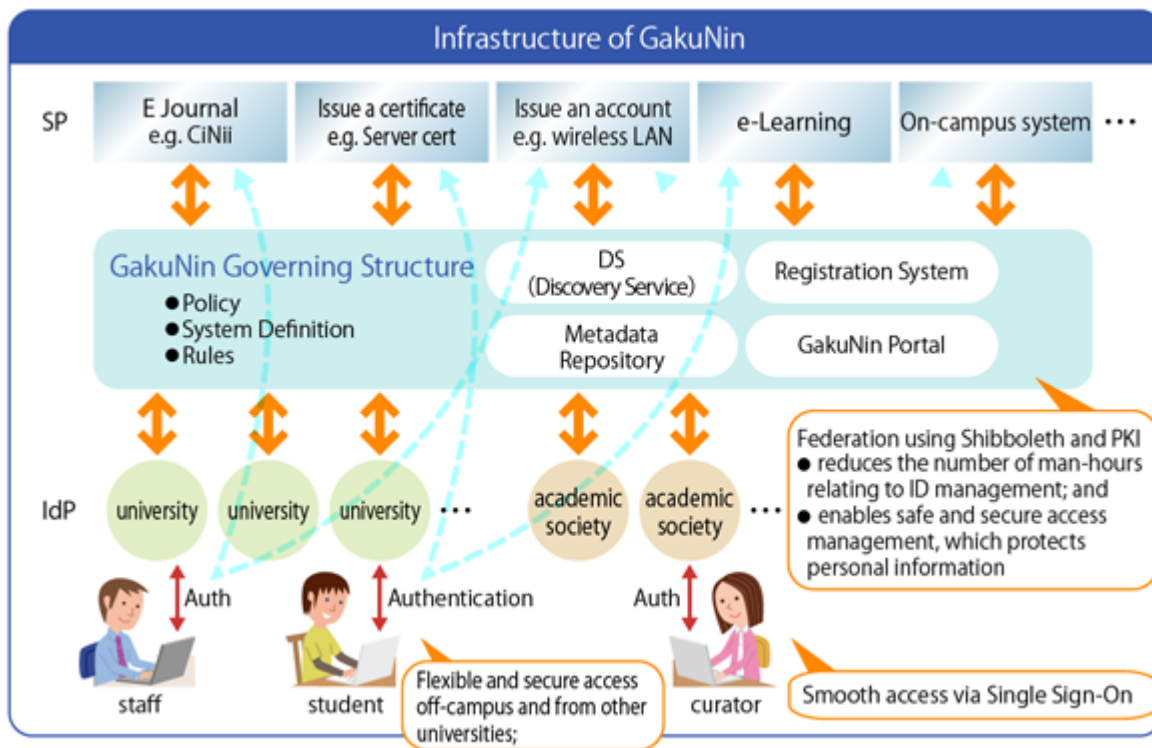 Infrastructure of GakuNin
SP
E Journal
e.g. CiNii
Issue a certificate
e.g. Server cert
Issue an account
e.g. wireless LAN
e-Learning
On-campus system
...
GakuNin Governing Structure
●Policy
●System Definition
●Rules
DS
(Discovery Service)
Registration System
Metadada
Repository
GakuNin Portal
IdP
university
university
university
...
academic
society
academic
society
...
Federation using Shibboleth and PKI
● reduces the number of man-hours
relating to ID management; and
● enables safe and secure access
management, which protects
personal information
Auth
Authentication
Auth
staff
student
curator
Flexible and secure access
off-campus and from other
universities;
Smooth access via Single Sign-On